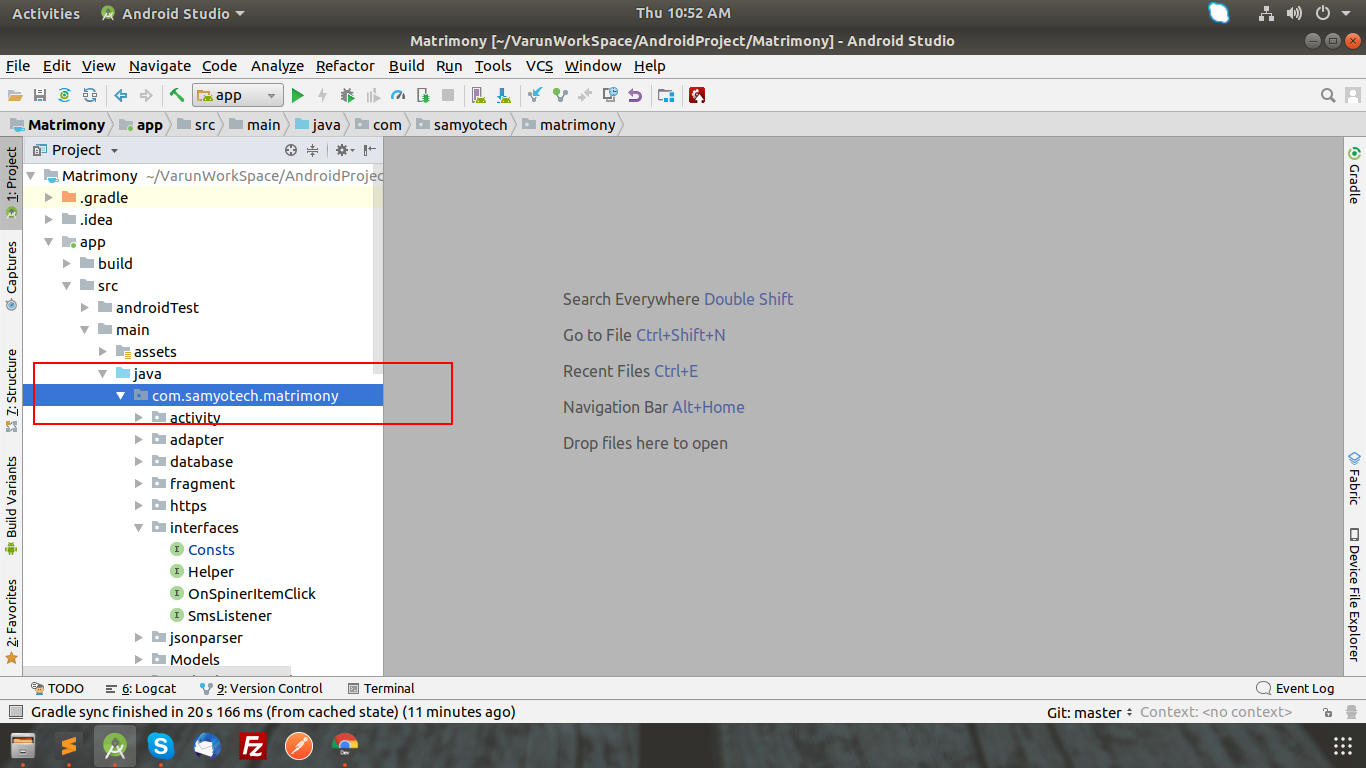 Activities Android Studio Thu 10:52 AM
Matrimony [~/VarunWorkSpace/AndroidProject/Matrimony] - Android Studio
File Edit View Navigate Code Analyze Refactor Build Run Tools VCS Window Help
app
Matrimony app src main java com samyotech matrimony
Project
1: Project
Captures
7: Structure
Build Variants
2: Favorites
Matrimony ~/VarunWorkSpace/AndroidProjec
.gradle
.idea
app
build
src
androidTest
main
assets
java
com.samyotech.matrimony
activity
adapter
database
fragment
https
interfaces
Consts
Helper
OnSpinerItemClick
SmsListener
jsonparser
Models
Search Everywhere Double Shift
Go to File Ctrl+Shift+N
Recent Files Ctrl+E
Navigation Bar Alt+Home
Drop files here to open
Gradle
Fabric
Device File Explorer
TODO 6: Logcat 9: Version Control Terminal Event Log
Gradle sync finished in 20 s 166 ms (from cached state) (11 minutes ago) Git: master Context: <no context>
S Fz Dev